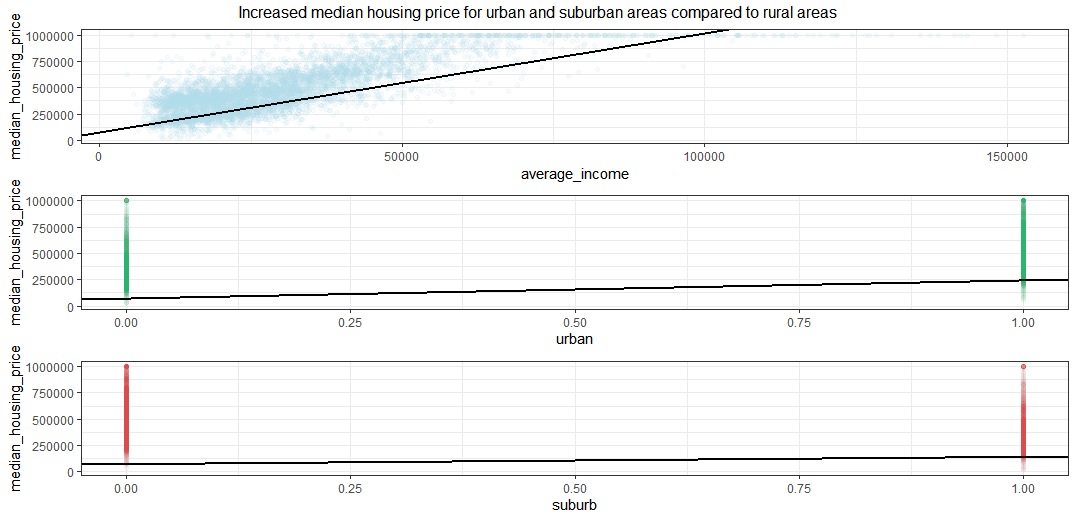 Increased median housing price for urban and suburban areas compared to rural areas
median_housing_price
1000000
750000
500000
250000
0
0 50000 100000 150000
average_income
median_housing_price
1000000
750000
500000
250000
0
0.00 0.25 0.50 0.75 1.00
urban
median_housing_price
1000000
750000
500000
250000
0
0.00 0.25 0.50 0.75 1.00
suburb